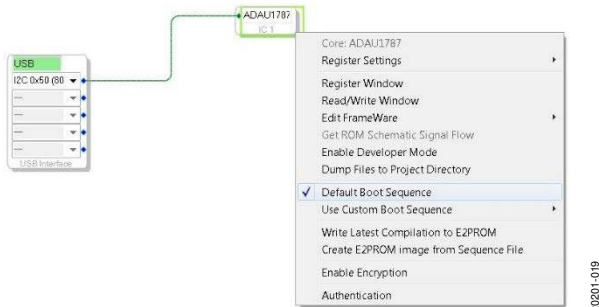 ADAU1787
IC 1
USB
I2C 0x50 (80
USB Interface
Core: ADAU1787
Register Settings
Register Window
Read/Write Window
Edit FrameWare
Get ROM Schematic Signal Flow
Enable Developer Mode
Dump Files to Project Directory
Default Boot Sequence
Use Custom Boot Sequence
Write Latest Compilation to E2PROM
Create E2PROM image from Sequence File
Enable Encryption
Authentication
0201-019